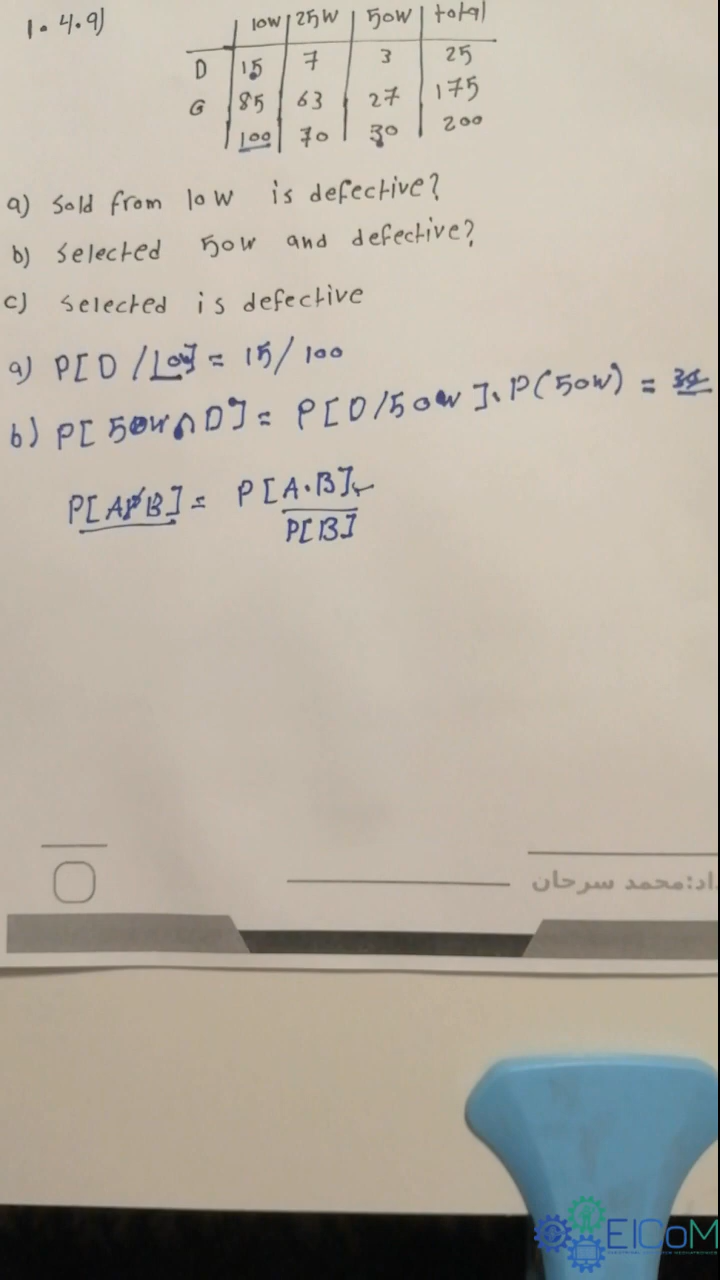 1.4.9)
10W 25W 50W total
D 15 7 3 25
G 85 63 27 175
100 70 30 200
a) Sold from 10W is defective?
b) Selected 50W and defective?
c) Selected is defective
a) P[D/10W] = 15/100
b) P[50W∩D] = P[D/50W].P(50W) =
P[A/B] = P[A.B]
P[B]
اد:محمد سرحان
EICoM